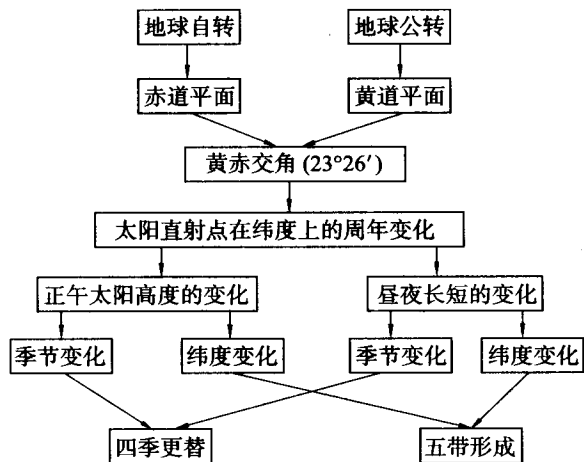 地球自转
地球公转
赤道平面
黄道平面
黄赤交角(23°26′)
太阳直射点在纬度上的周年变化
正午太阳高度的变化
昼夜长短的变化
季节变化
纬度变化
季节变化
纬度变化
四季更替
五带形成